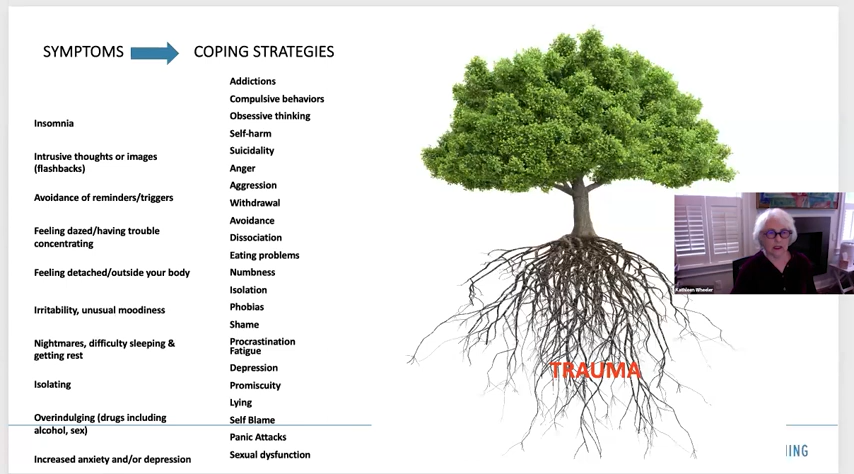 SYMPTOMS
COPING STRATEGIES
Insomnia
Intrusive thoughts or images
(flashbacks)
Avoidance of reminders/triggers
Feeling dazed/having trouble
concentrating
Feeling detached/outside your body
Irritability, unusual moodiness
Nightmares, difficulty sleeping &
getting rest
Isolating
Overindulging (drugs including
alcohol, sex)
Increased anxiety and/or depression
Addictions
Compulsive behaviors
Obsessive thinking
Self-harm
Suicidality
Anger
Aggression
Withdrawal
Avoidance
Dissociation
Eating problems
Numbness
Isolation
Phobias
Shame
Procrastination
Fatigue
Depression
Promiscuity
Lying
Self Blame
Panic Attacks
Sexual dysfunction
TRAUMA
Kathleen Wheeler
ING